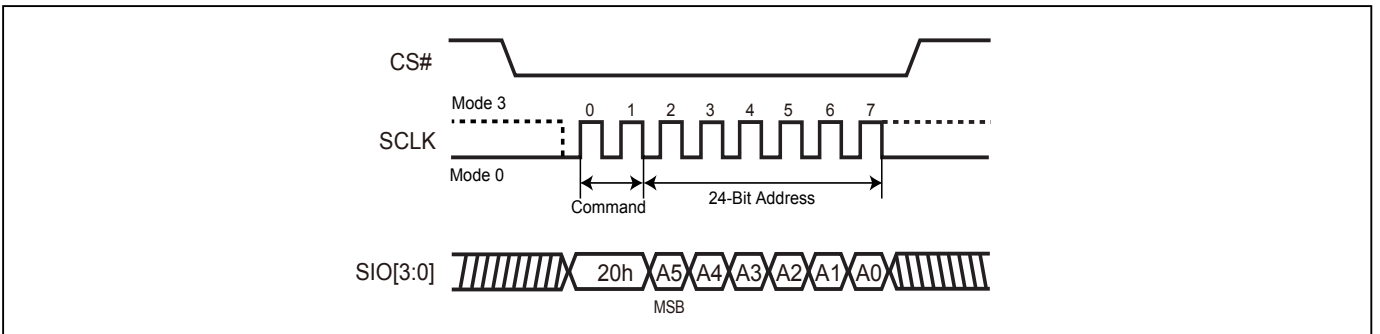 CS#
Mode 3
0 1 2 3 4 5 6 7
SCLK
Mode 0
Command
24-Bit Address
SIO[3:0]
20h A5 A4 A3 A2 A1 A0
MSB